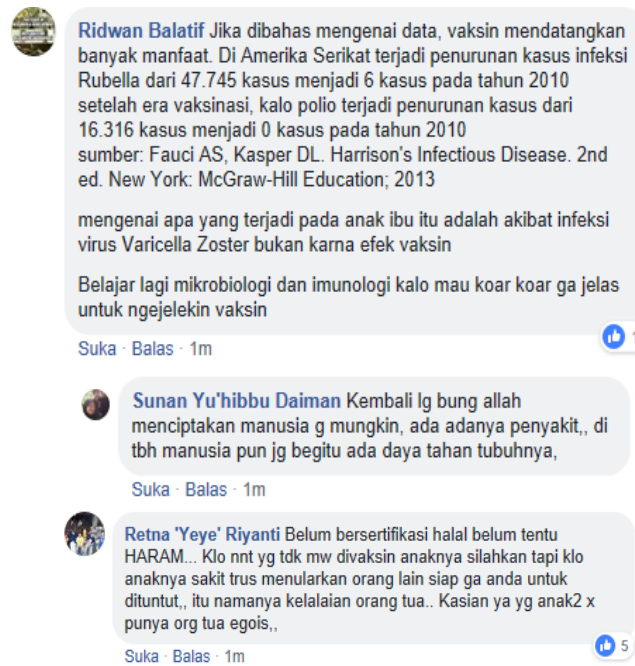 Ridwan Balatif Jika dibahas mengenai data, vaksin mendatangkan
banyak manfaat. Di Amerika Serikat terjadi penurunan kasus infeksi
Rubella dari 47.745 kasus menjadi 6 kasus pada tahun 2010
setelah era vaksinasi, kalo polio terjadi penurunan kasus dari
16.316 kasus menjadi 0 kasus pada tahun 2010
sumber: Fauci AS, Kasper DL. Harrison's Infectious Disease. 2nd
ed. New York: McGraw-Hill Education; 2013
mengenai apa yang terjadi pada anak ibu itu adalah akibat infeksi
virus Varicella Zoster bukan karna efek vaksin
Belajar lagi mikrobiologi dan imunologi kalo mau koar koar ga jelas
untuk ngejelekin vaksin
Suka · Balas · 1m
Sunan Yu'hibbu Daiman Kembali lg bung allah
menciptakan manusia g mungkin, ada adanya penyakit,, di
tbh manusia pun jg begitu ada daya tahan tubuhnya,
Suka · Balas · 1m
Retna 'Yeye' Riyanti Belum bersertifikasi halal belum tentu
HARAM... Klo nnt yg tdk mw divaksin anaknya silahkan tapi klo
anaknya sakit trus menularkan orang lain siap ga anda untuk
dituntut,, itu namanya kelalaian orang tua.. Kasian ya yg anak2 x
punya org tua egois,,
5
Suka · Balas · 1m